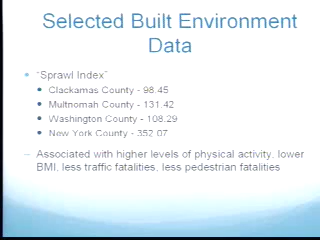 Selected Built Environment
Data
"Sprawl Index"
Clackamas County - 98.45
Multnomah County - 131.42
Washington County - 108.29
New York County - 352.07
– Associated with higher levels of physical activity, lower
BMI, less traffic fatalities, less pedestrian fatalities